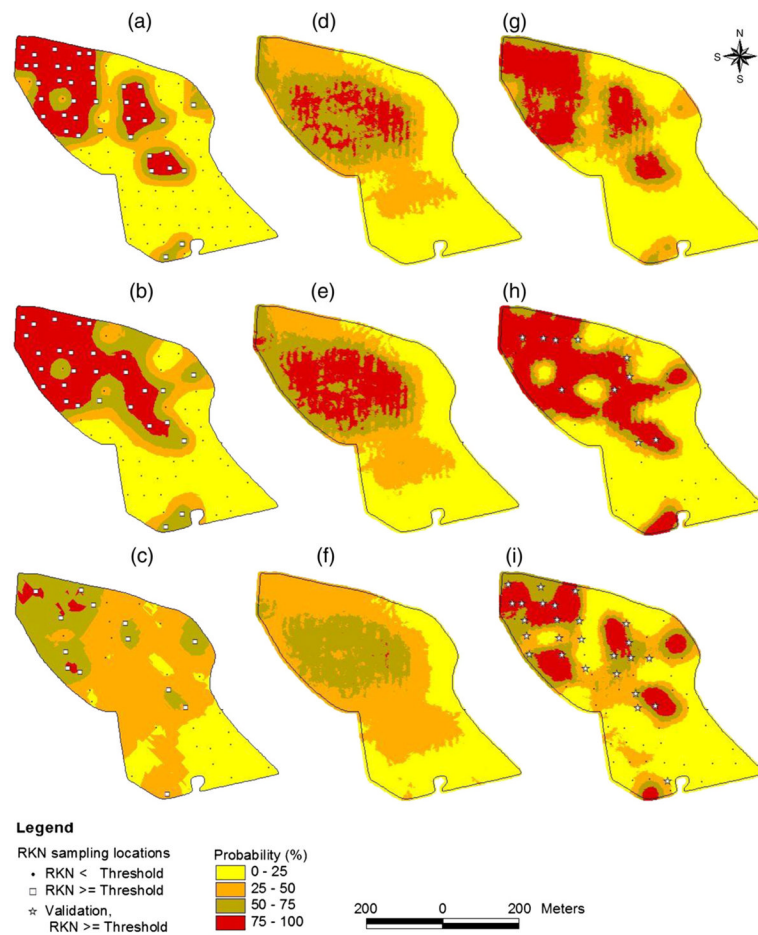 (a)
(d)
(g)
N
S
S
S
(b)
(e)
(h)
(c)
(f)
(i)
Legend
RKN sampling locations
RKN < Threshold
RKN >= Threshold
Validation,
RKN >= Threshold
Probability (%)
0 - 25
25 - 50
50 - 75
75 - 100
200 0 200 Meters